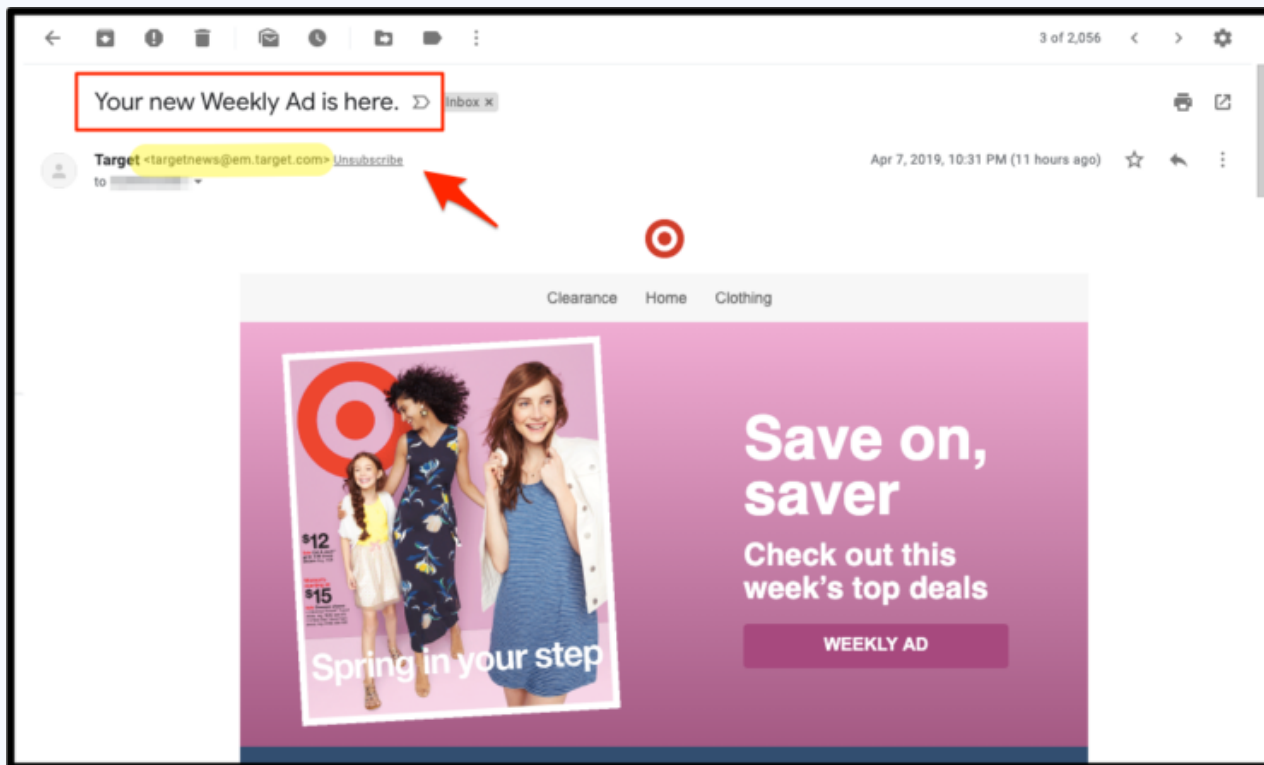 3 of 2,056
Your new Weekly Ad is here.
Inbox x
Target <targetnews@em.target.com> Unsubscribe
Apr 7, 2019, 10:31 PM (11 hours ago)
to
Clearance Home Clothing
Save on,
saver
Check out this
week's top deals
WEEKLY AD
$12
$15
Spring in your step